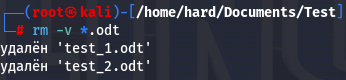 ┌──(root㉿kali)-[/home/hard/Documents/Test]
└─# rm -v *.odt
удалён 'test_1.odt'
удалён 'test_2.odt'